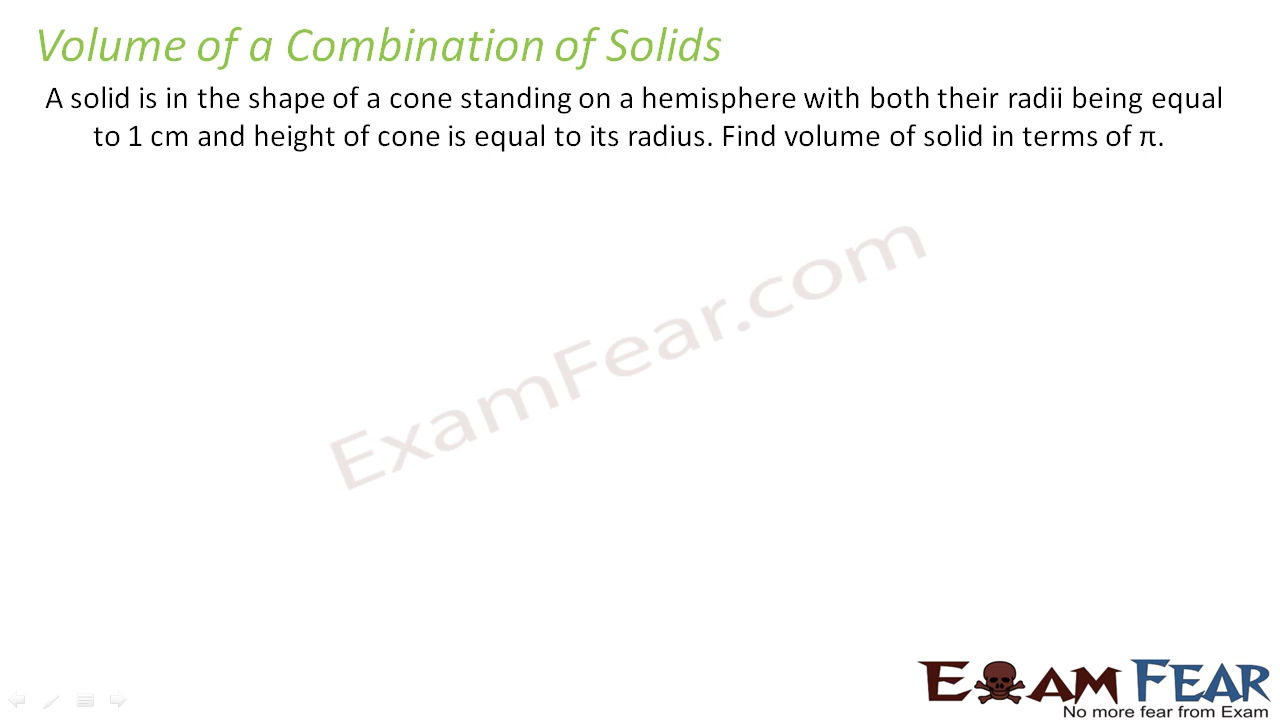 Volume of a Combination of Solids
A solid is in the shape of a cone standing on a hemisphere with both their radii being equal
to 1 cm and height of cone is equal to its radius. Find volume of solid in terms of π.
ExamFear.com
EXAM FEAR
No more fear from Exam